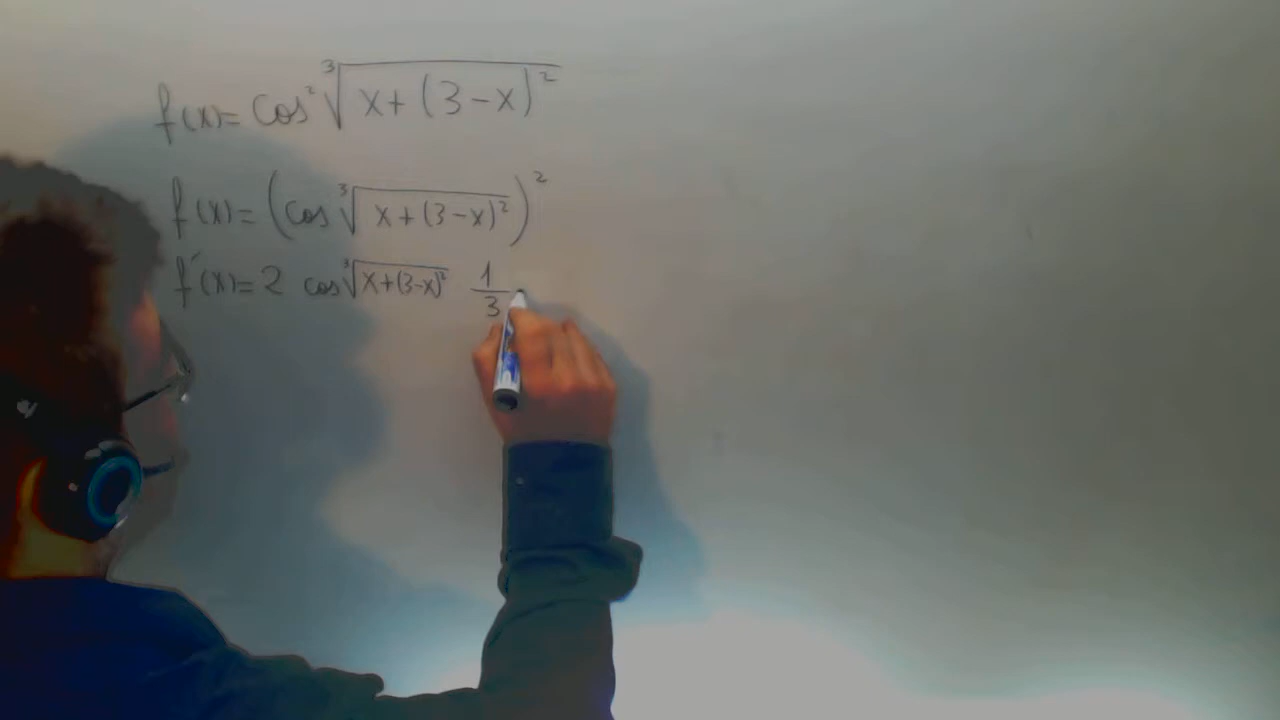 f(x)= cos² ∛(x+(3-x)²)
f(x)= (cos ∛(x+(3-x)²))²
f'(x)= 2 cos ∛(x+(3-x)²) 1/3